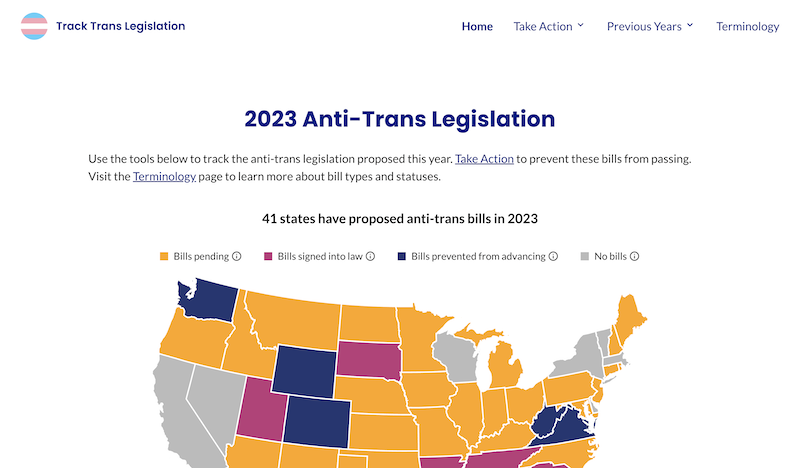 Track Trans Legislation
Home
Take Action
Previous Years
Terminology
2023 Anti-Trans Legislation
Use the tools below to track the anti-trans legislation proposed this year. Take Action to prevent these bills from passing.
Visit the Terminology page to learn more about bill types and statuses.
41 states have proposed anti-trans bills in 2023
Bills pending
Bills signed into law
Bills prevented from advancing
No bills